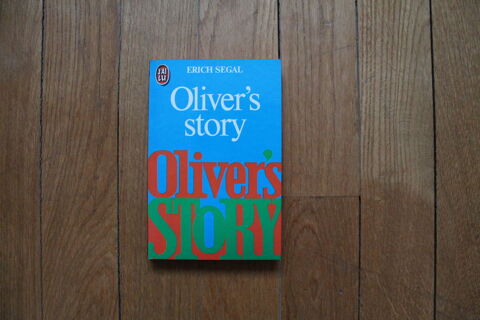 J'AI
LU
ERICH SEGAL
Oliver's
story
Oliver's
STORY